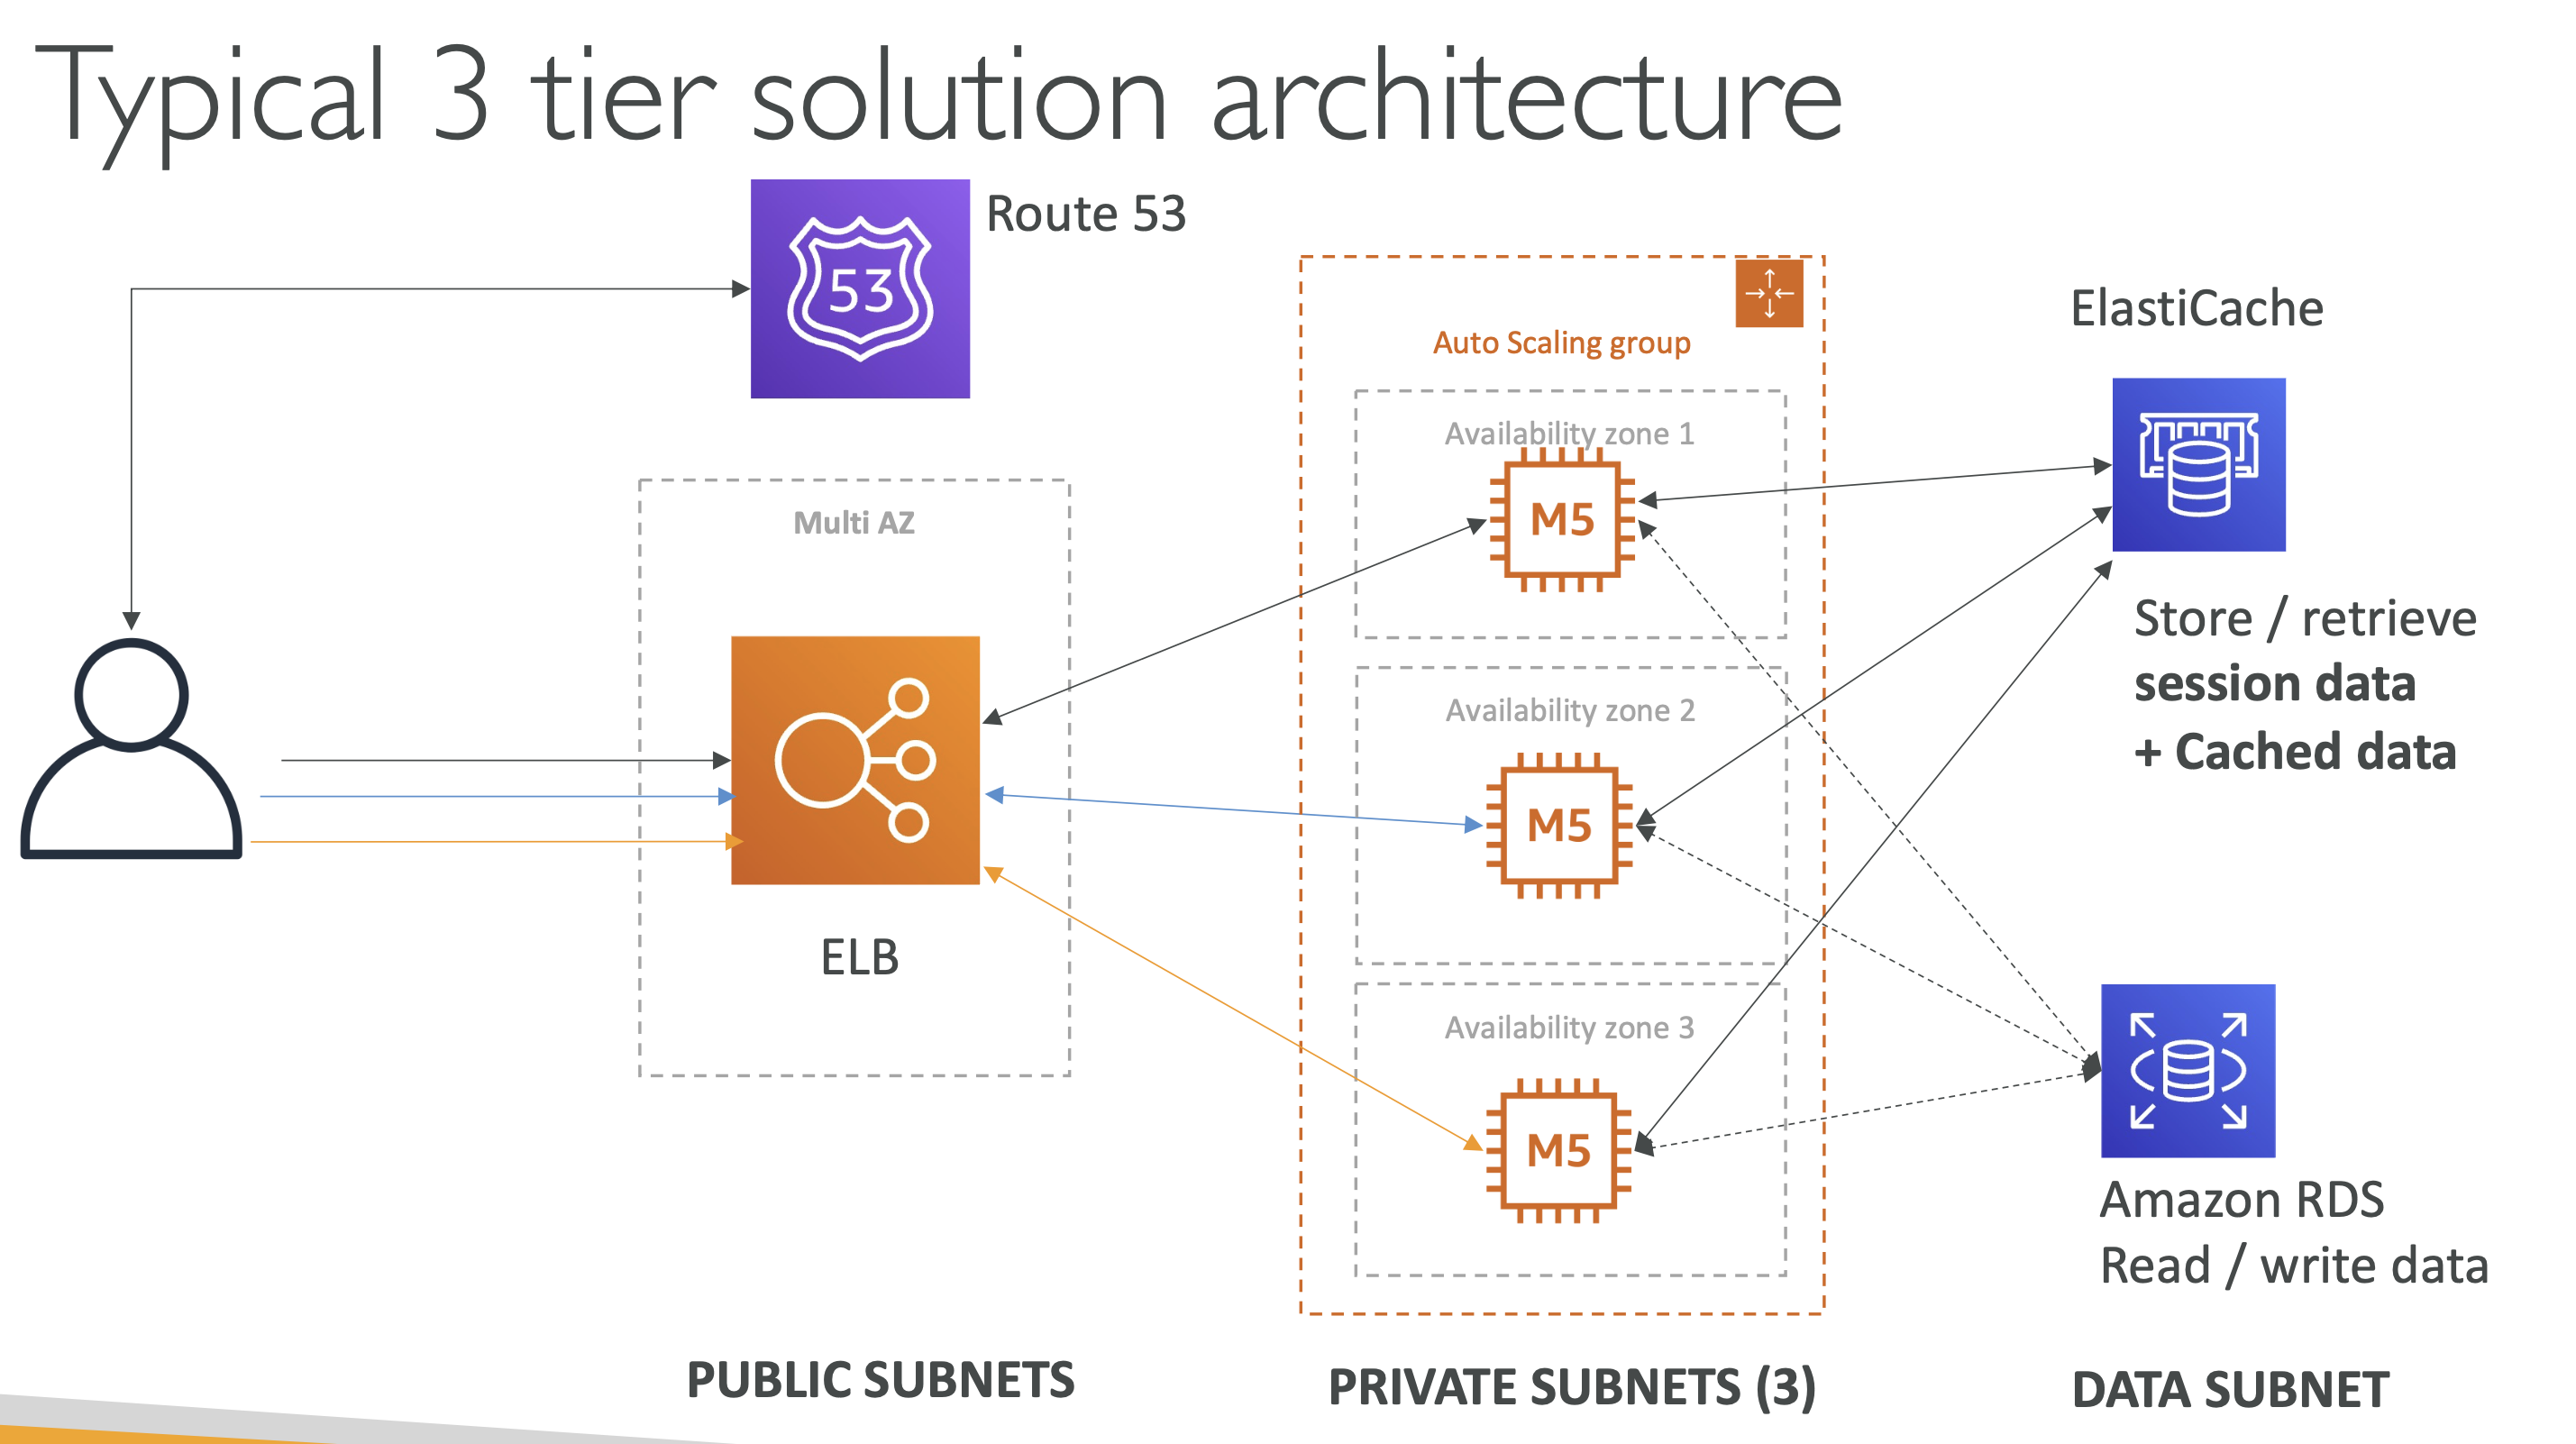 Typical 3 tier solution architecture
Route 53
53
Auto Scaling group
ElastiCache
Availability zone 1
M5
Multi AZ
Store / retrieve
session data
+ Cached data
Availability zone 2
M5
ELB
Availability zone 3
M5
Amazon RDS
Read / write data
PUBLIC SUBNETS
PRIVATE SUBNETS (3)
DATA SUBNET